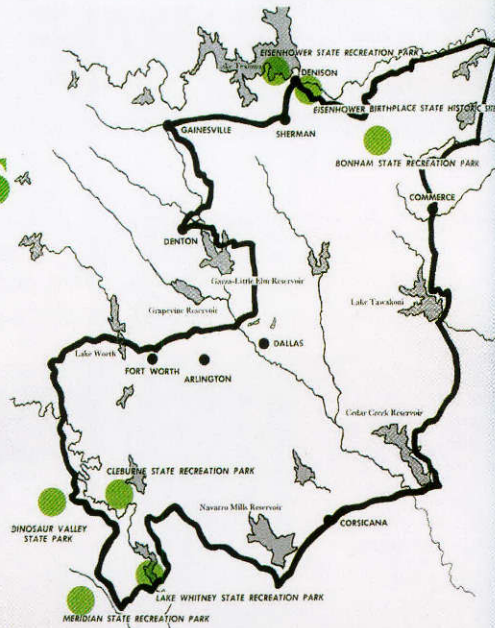 EISENHOWER STATE RECREATION PARK
DENISON
EISENHOWER BIRTHPLACE STATE HISTORIC SITE
GAINESVILLE
SHERMAN
BONHAM STATE RECREATION PARK
COMMERCE
DENTON
Garza-Little Elm Reservoir
Grapevine Reservoir
Lake Tawakoni
DALLAS
Lake Worth
FORT WORTH
ARLINGTON
Cedar Creek Reservoir
CLEBURNE STATE RECREATION PARK
Navarro Mills Reservoir
DINOSAUR VALLEY
STATE PARK
CORSICANA
LAKE WHITNEY STATE RECREATION PARK
MERIDIAN STATE RECREATION PARK